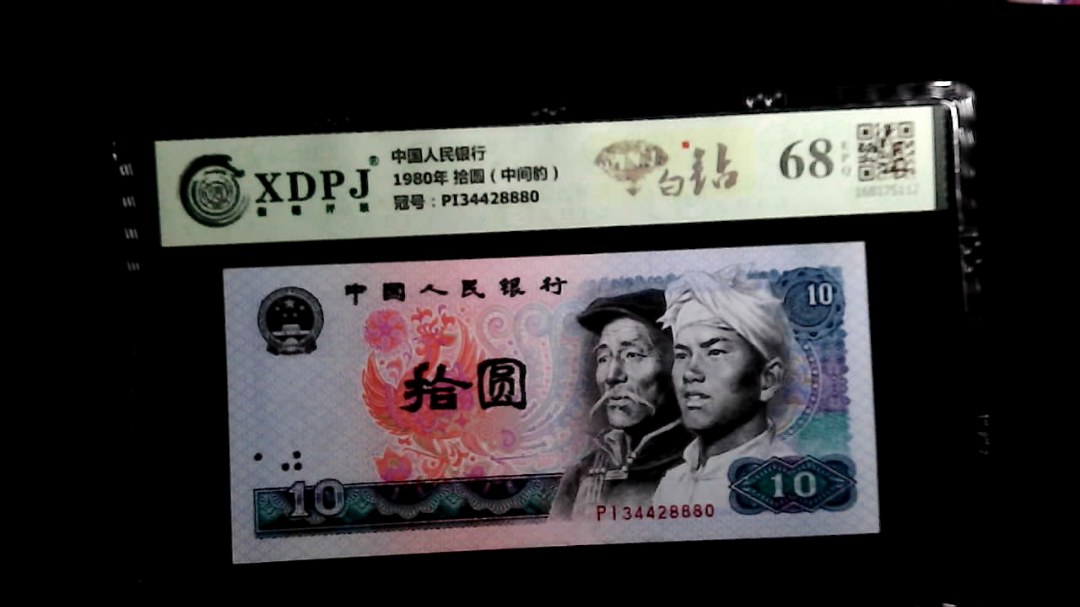 XDPJ®
中国人民银行
1980年 拾圆（中间豹）
冠号：PI34428880
白钻
68
EPQ
中国人民银行
10
拾圆
10
PI34428880
10